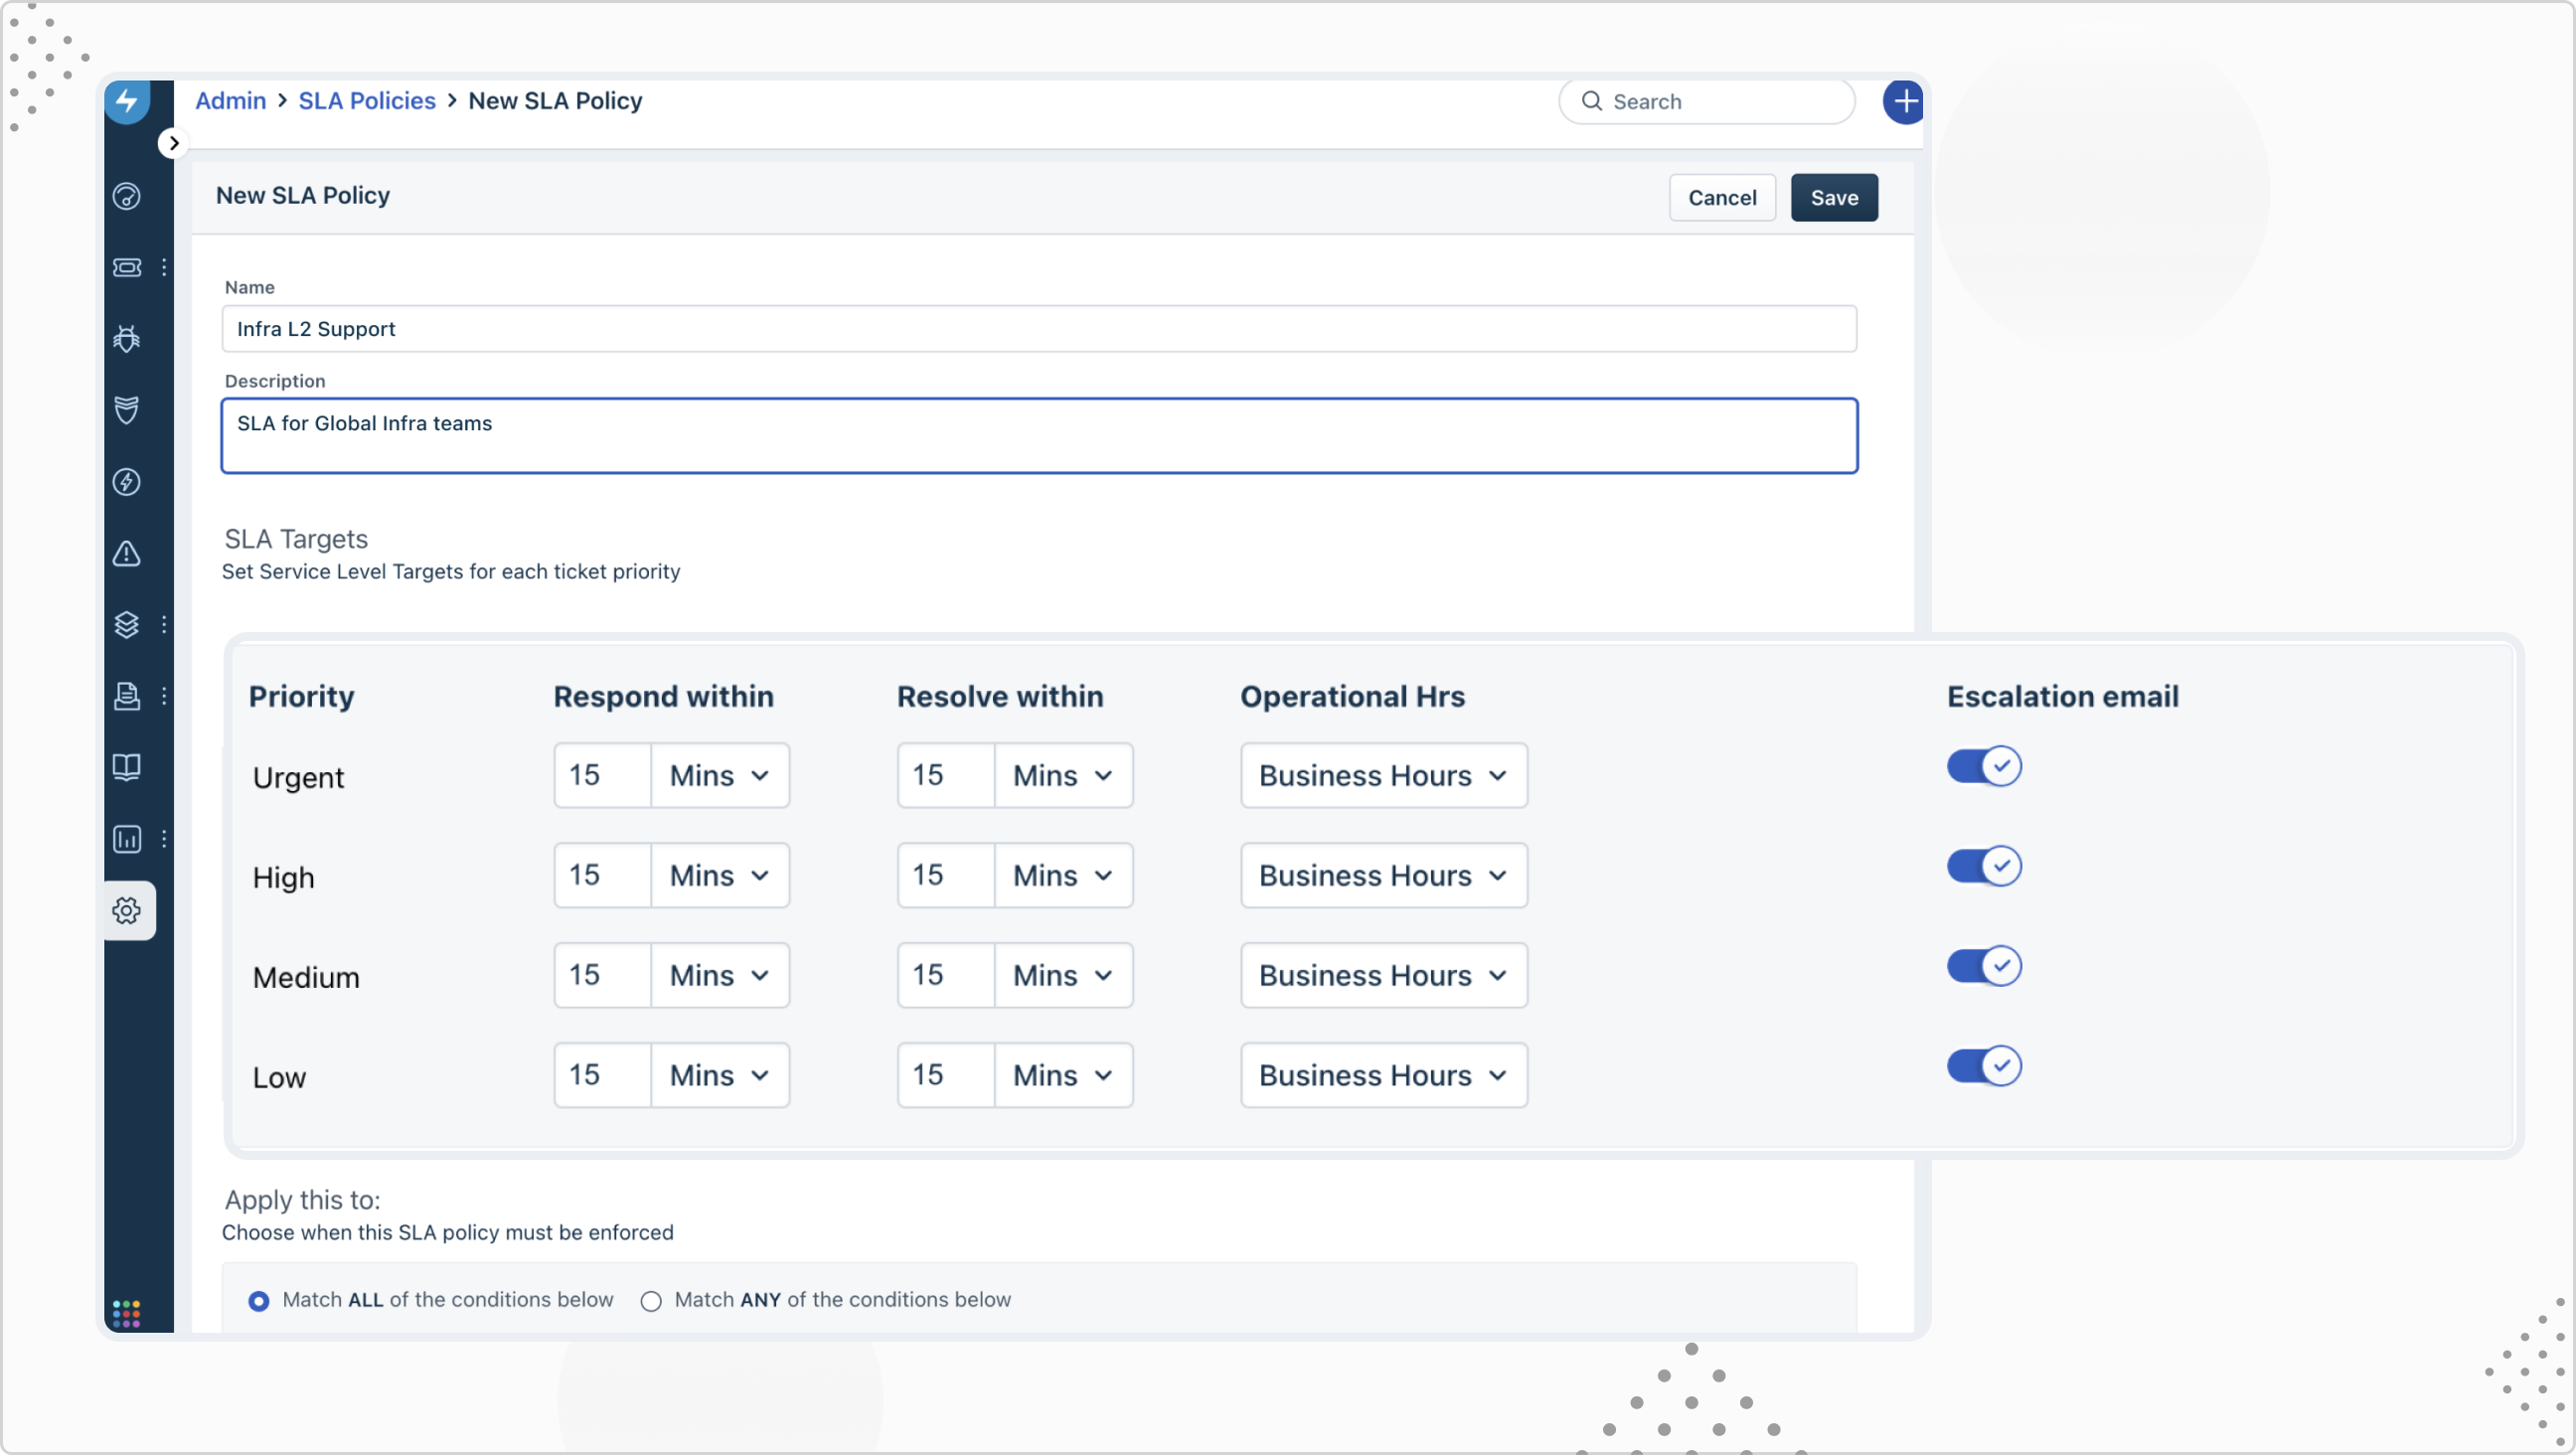 Admin > SLA Policies > New SLA Policy
Search
New SLA Policy
Cancel
Save
Name
Infra L2 Support
Description
SLA for Global Infra teams
SLA Targets
Set Service Level Targets for each ticket priority
Priority Respond within Resolve within Operational Hrs Escalation email
Urgent 15 Mins 15 Mins Business Hours
High 15 Mins 15 Mins Business Hours
Medium 15 Mins 15 Mins Business Hours
Low 15 Mins 15 Mins Business Hours
Apply this to:
Choose when this SLA policy must be enforced
Match ALL of the conditions below Match ANY of the conditions below